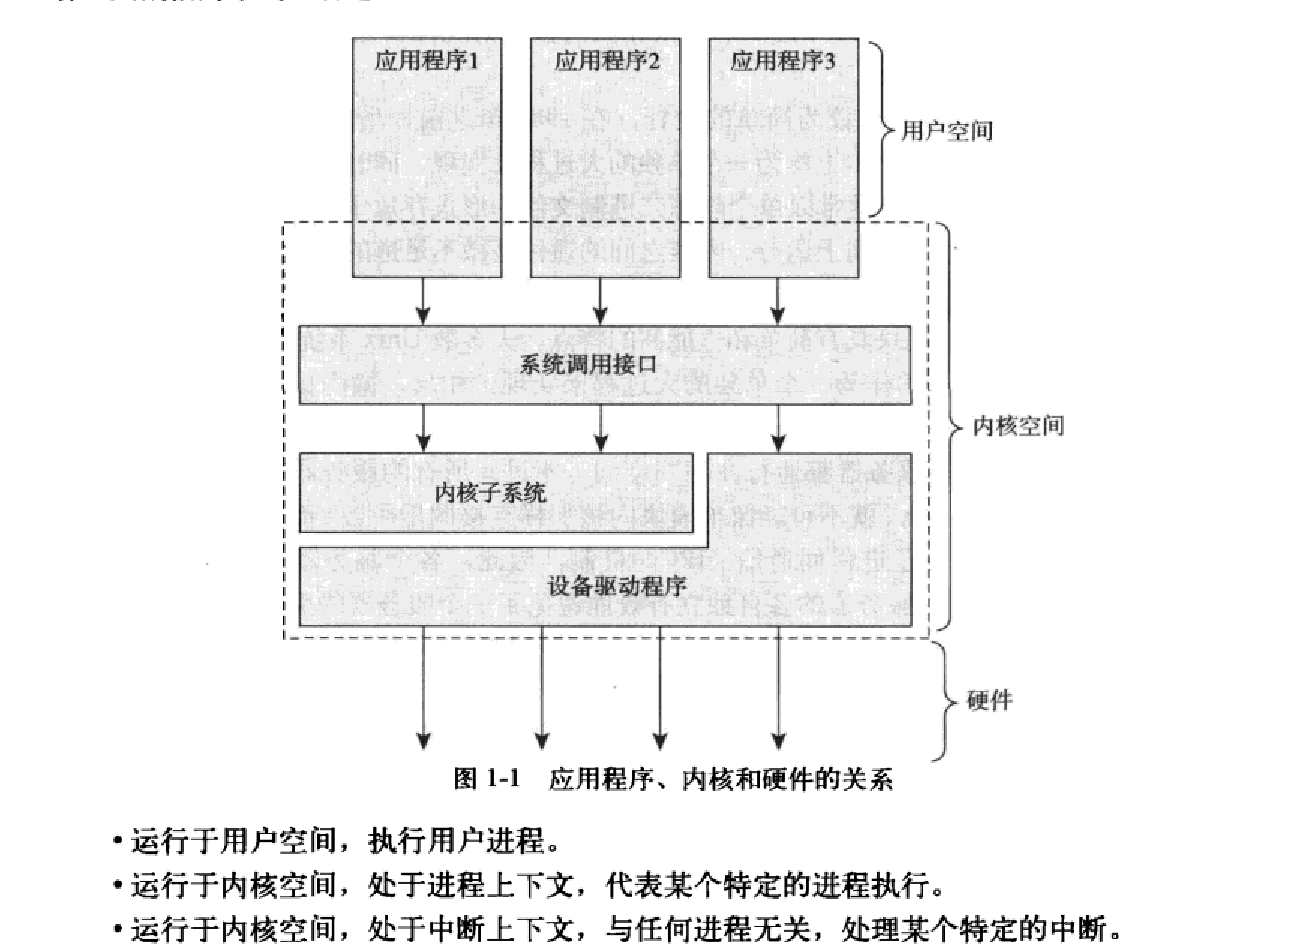 应用程序1 应用程序2 应用程序3
用户空间
系统调用接口
内核空间
内核子系统
设备驱动程序
硬件
图 1-1 应用程序、内核和硬件的关系
• 运行于用户空间，执行用户进程。
• 运行于内核空间，处于进程上下文，代表某个特定的进程执行。
• 运行于内核空间，处于中断上下文，与任何进程无关，处理某个特定的中断。